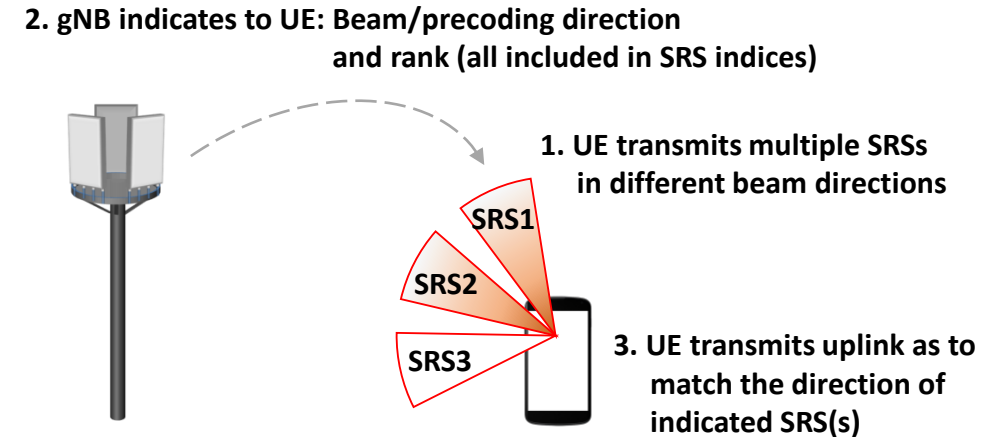 2. gNB indicates to UE: Beam/precoding direction
and rank (all included in SRS indices)
1. UE transmits multiple SRSs
in different beam directions
SRS1
SRS2
SRS3
3. UE transmits uplink as to
match the direction of
indicated SRS(s)